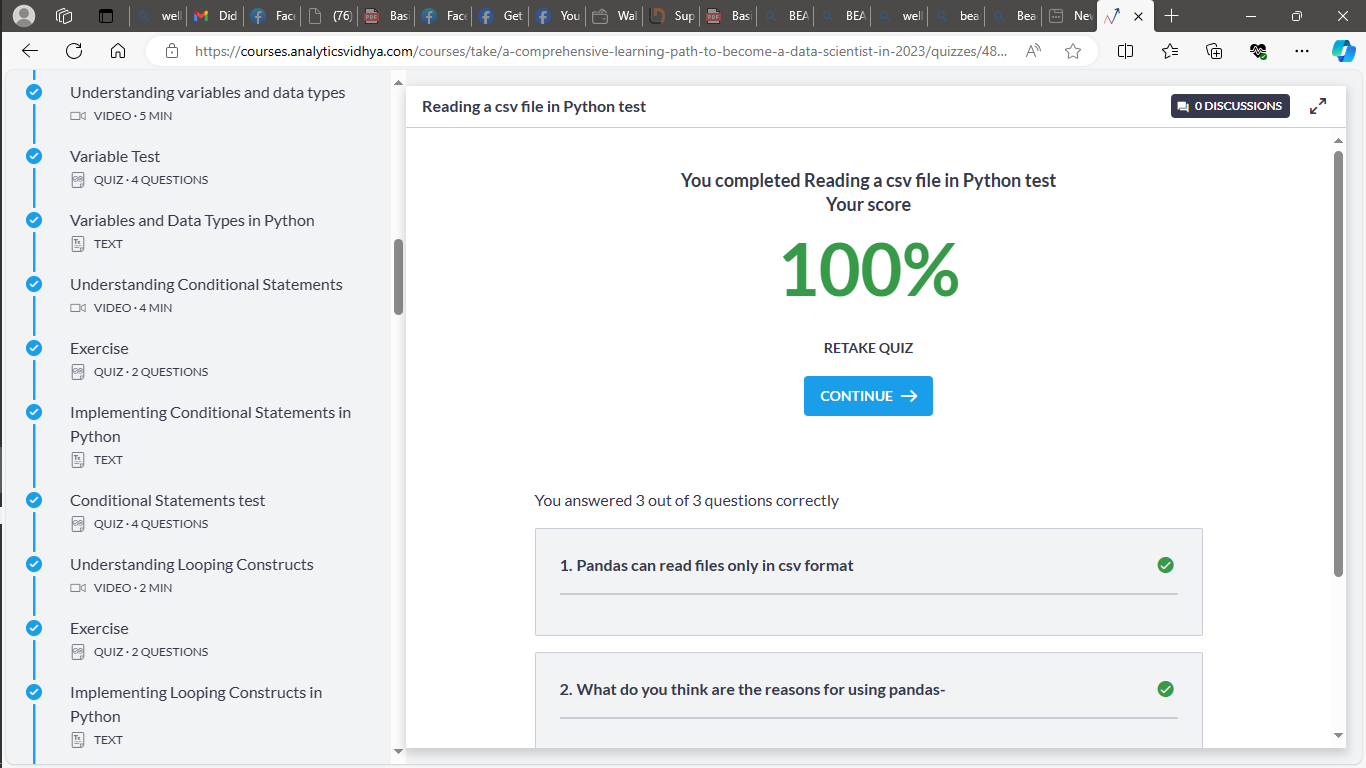 well
Did
Face
(76)
Basi
Face
Get
You
Wal
Sup
Basi
BEA
BEA
well
bea
Bea
New
https://courses.analyticsvidhya.com/courses/take/a-comprehensive-learning-path-to-become-a-data-scientist-in-2023/quizzes/48...
Understanding variables and data types
VIDEO · 5 MIN
Variable Test
QUIZ · 4 QUESTIONS
Variables and Data Types in Python
TEXT
Understanding Conditional Statements
VIDEO · 4 MIN
Exercise
QUIZ · 2 QUESTIONS
Implementing Conditional Statements in
Python
TEXT
Conditional Statements test
QUIZ · 4 QUESTIONS
Understanding Looping Constructs
VIDEO · 2 MIN
Exercise
QUIZ · 2 QUESTIONS
Implementing Looping Constructs in
Python
TEXT
Reading a csv file in Python test
0 DISCUSSIONS
You completed Reading a csv file in Python test
Your score
100%
RETAKE QUIZ
CONTINUE
You answered 3 out of 3 questions correctly
1. Pandas can read files only in csv format
2. What do you think are the reasons for using pandas-